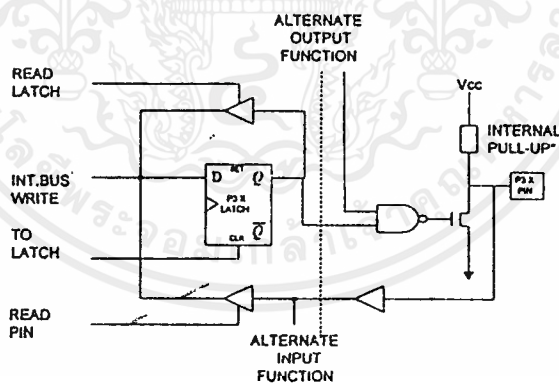 ALTERNATE
OUTPUT
FUNCTION
READ
LATCH
Vcc
INTERNAL
PULL-UP*
INT.BUS
WRITE
D SET Q
P3 X
LATCH
CLR Q
P3 X
PIN
TO
LATCH
READ
PIN
ALTERNATE
INPUT
FUNCTION